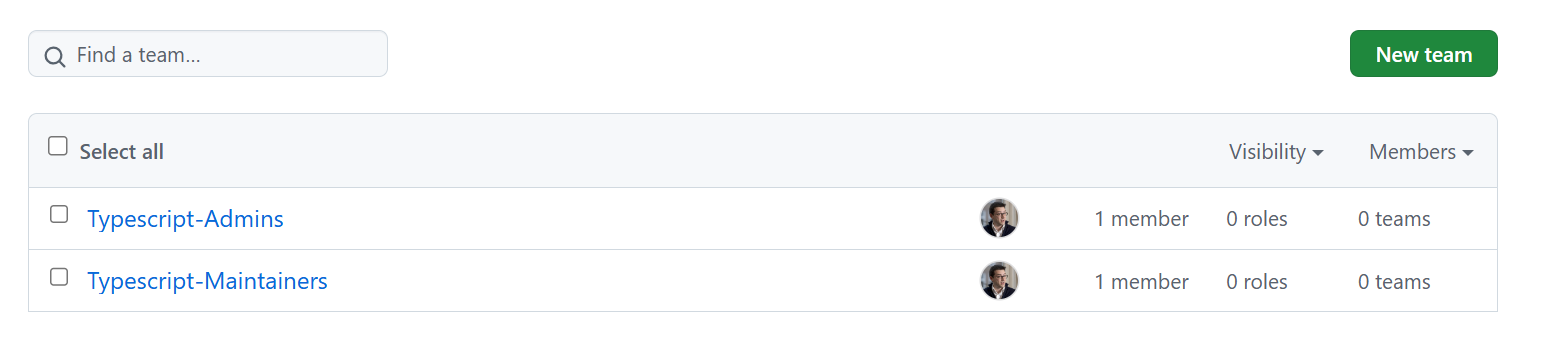 Find a team...
New team
Select all Visibility Members
Typescript-Admins 1 member 0 roles 0 teams
Typescript-Maintainers 1 member 0 roles 0 teams